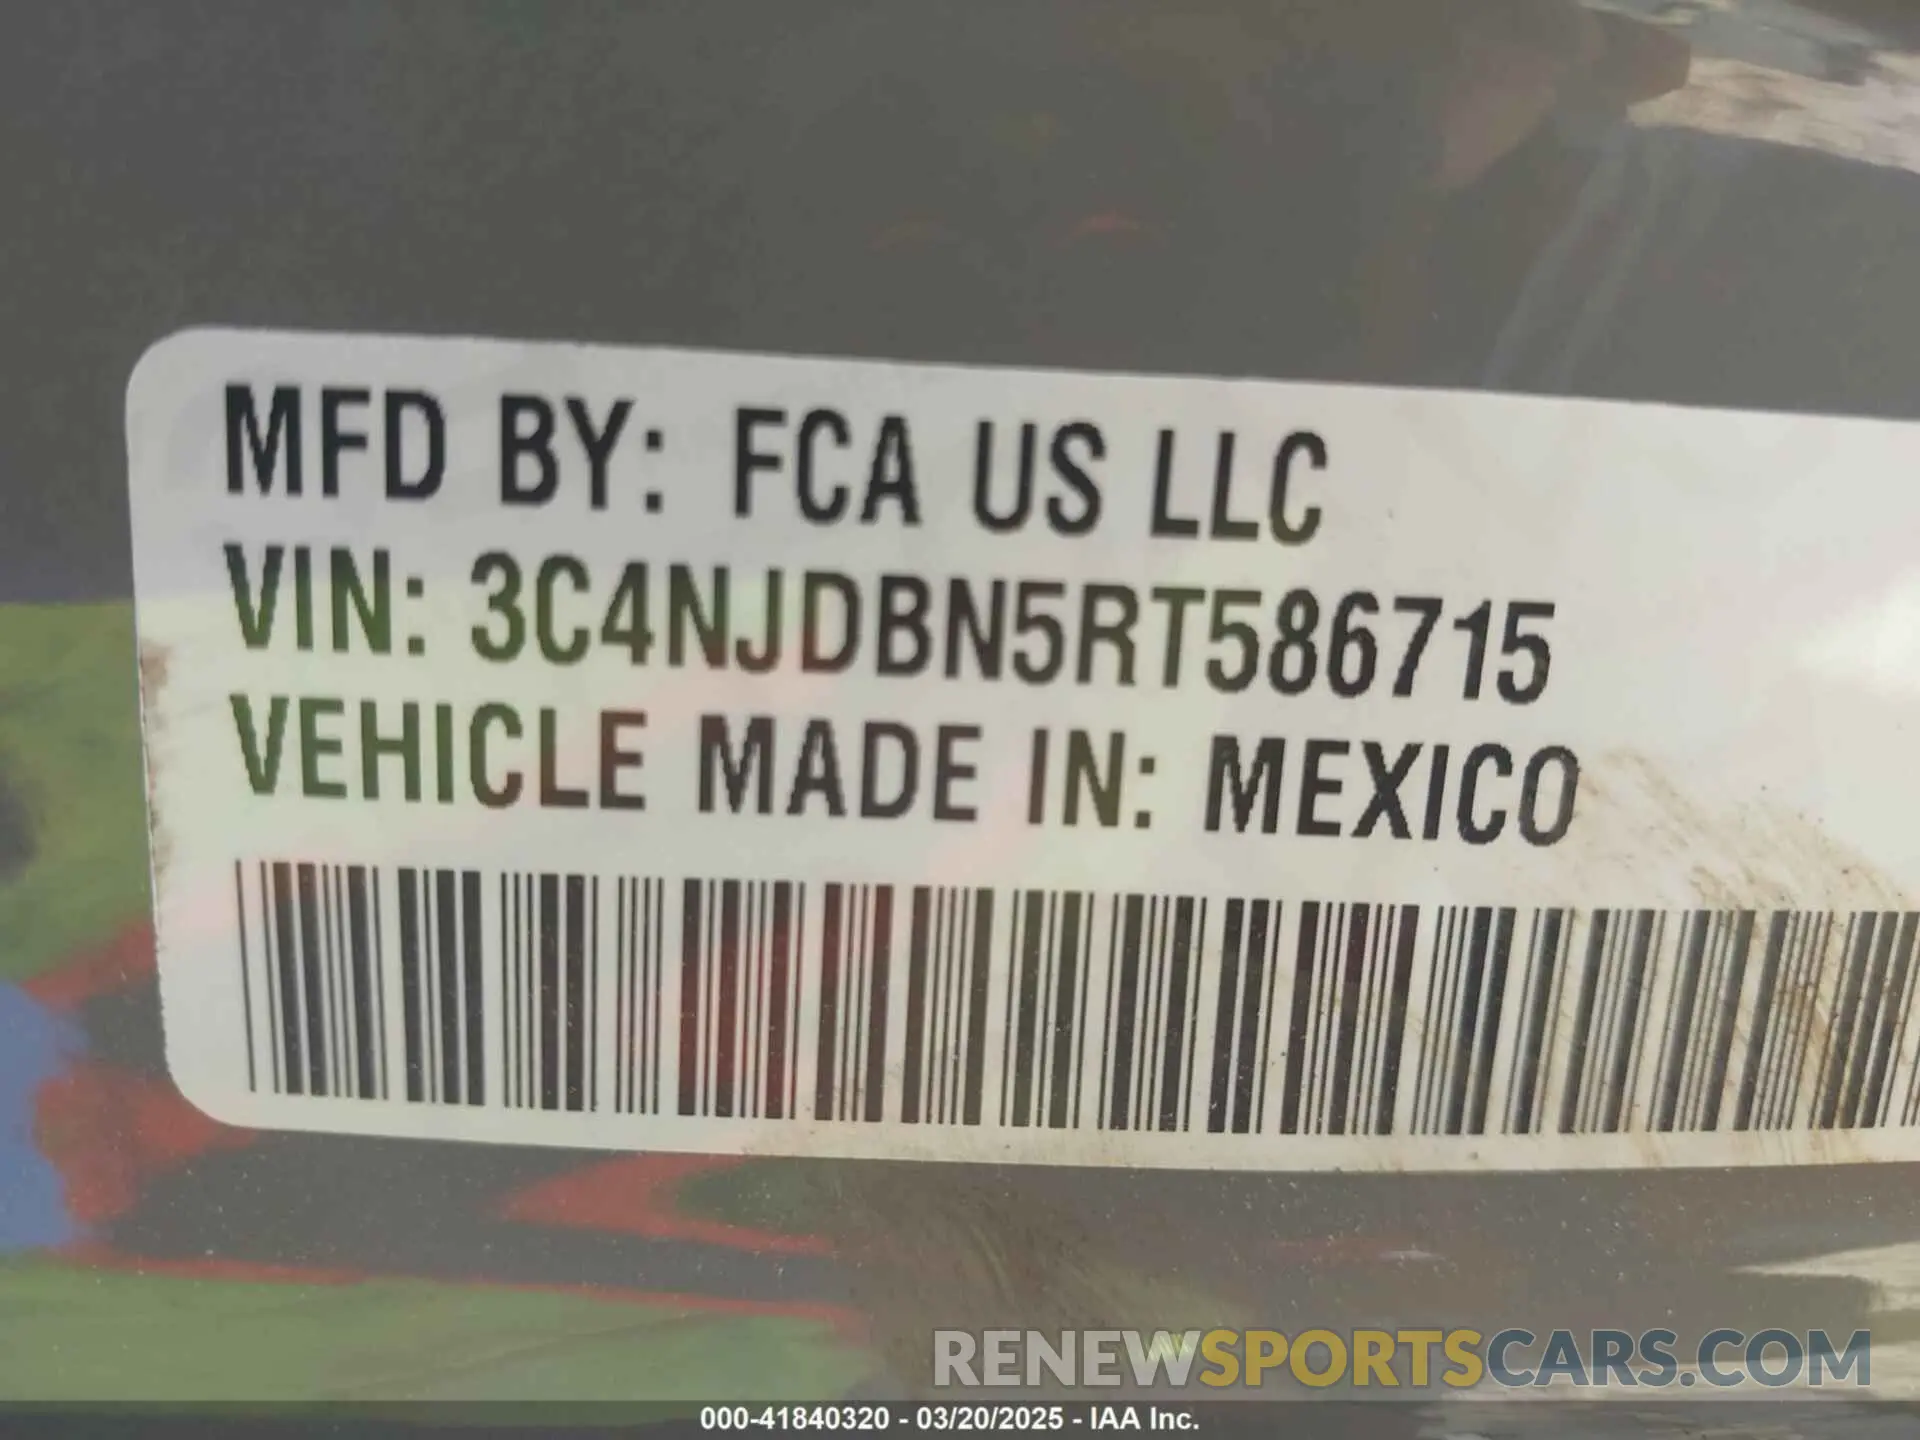 MFD BY: FCA US LLC
VIN: 3C4NJDBN5RT586715
VEHICLE MADE IN: MEXICO
RENEWSPORTSCARS.COM
000-41840320 - 03/20/2025 - IAA Inc.